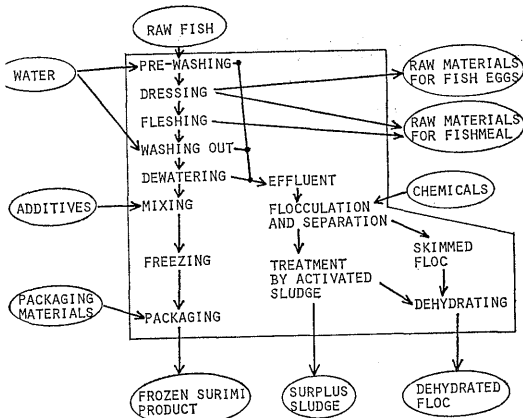 RAW FISH
WATER
PRE-WASHING
DRESSING
FLESHING
WASHING OUT
DEWATERING
ADDITIVES
MIXING
FREEZING
PACKAGING
MATERIALS
PACKAGING
FROZEN SURIMI
PRODUCT
RAW MATERIALS
FOR FISH EGGS
RAW MATERIALS
FOR FISHMEAL
EFFLUENT
CHEMICALS
FLOCCULATION
AND SEPARATION
SKIMMED
FLOC
TREATMENT
BY ACTIVATED
SLUDGE
DEHYDRATING
SURPLUS
SLUDGE
DEHYDRATED
FLOC